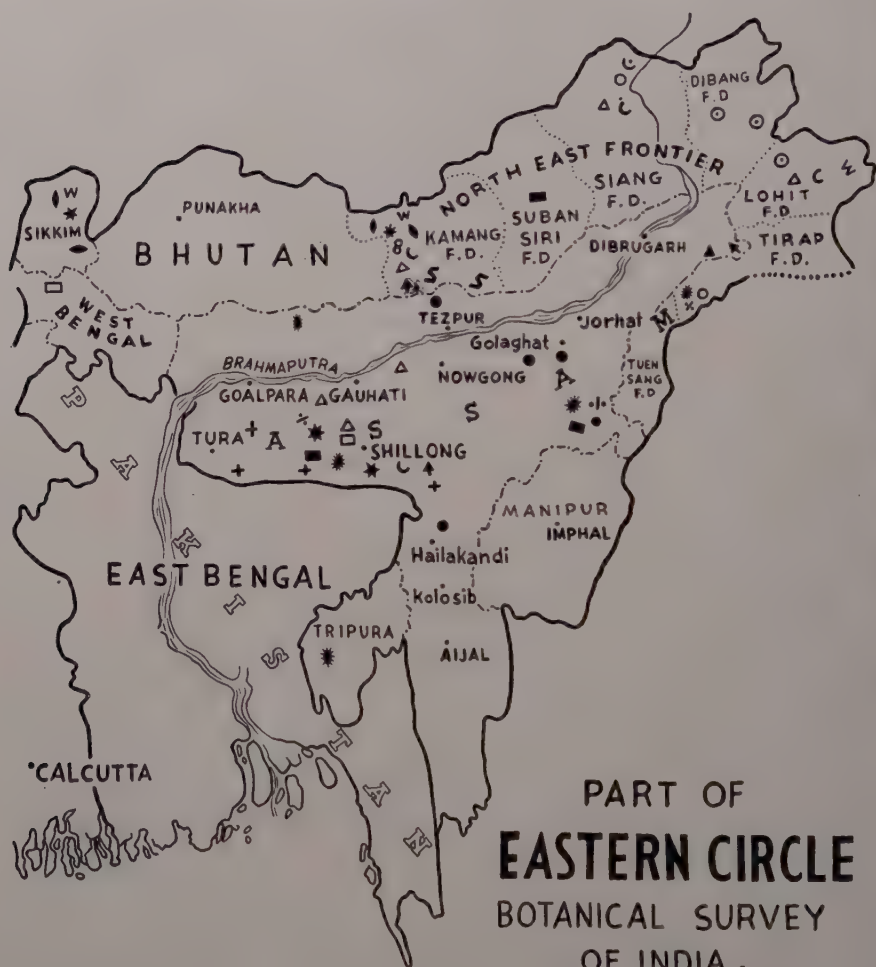 DIBANG
F.D
NORTH EAST FRONTIER
SIANG
F.D.
LOHIT
F.D.
TIRAP
F.D.
W
SIKKIM
PUNAKHA
BHUTAN
W
KAMANG
F.D.
SUBAN
SIRI
F.D
DIBRUGARH
WEST
BENGAL
TEZPUR
Jorhat
M
Golaghat
BRAHMAPUTRA
NOWGONG
TUEN
SANG
F.D
GOALPARA
GAUHATI
A
TURA
A
S
S
SHILLONG
MANIPUR
IMPHAL
Hailakandi
EAST BENGAL
Kolosib
TRIPURA
AIJAL
PAKISTAN
CALCUTTA
PART OF
EASTERN CIRCLE
BOTANICAL SURVEY
OF INDIA.